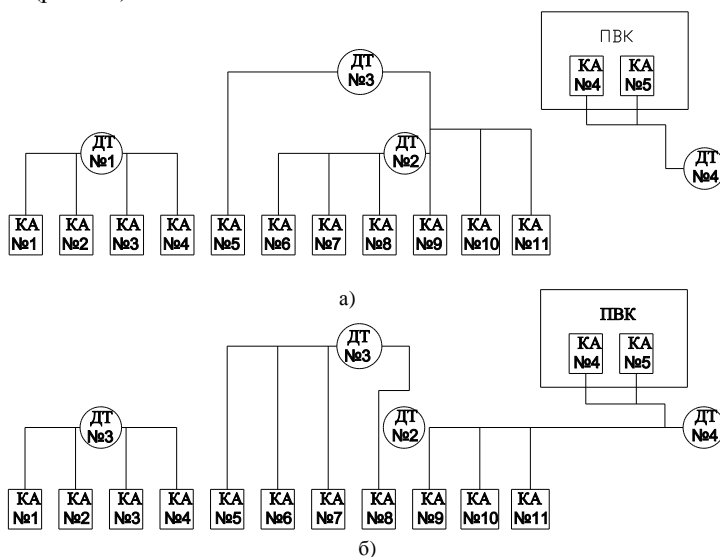 ПВК
КА №4
КА №5
ДТ №3
ДТ №1
ДТ №2
ДТ №4
КА №1
КА №2
КА №3
КА №4
КА №5
КА №6
КА №7
КА №8
КА №9
КА №10
КА №11
а)
ПВК
КА №4
КА №5
ДТ №3
ДТ №3
ДТ №2
ДТ №4
КА №1
КА №2
КА №3
КА №4
КА №5
КА №6
КА №7
КА №8
КА №9
КА №10
КА №11
б)